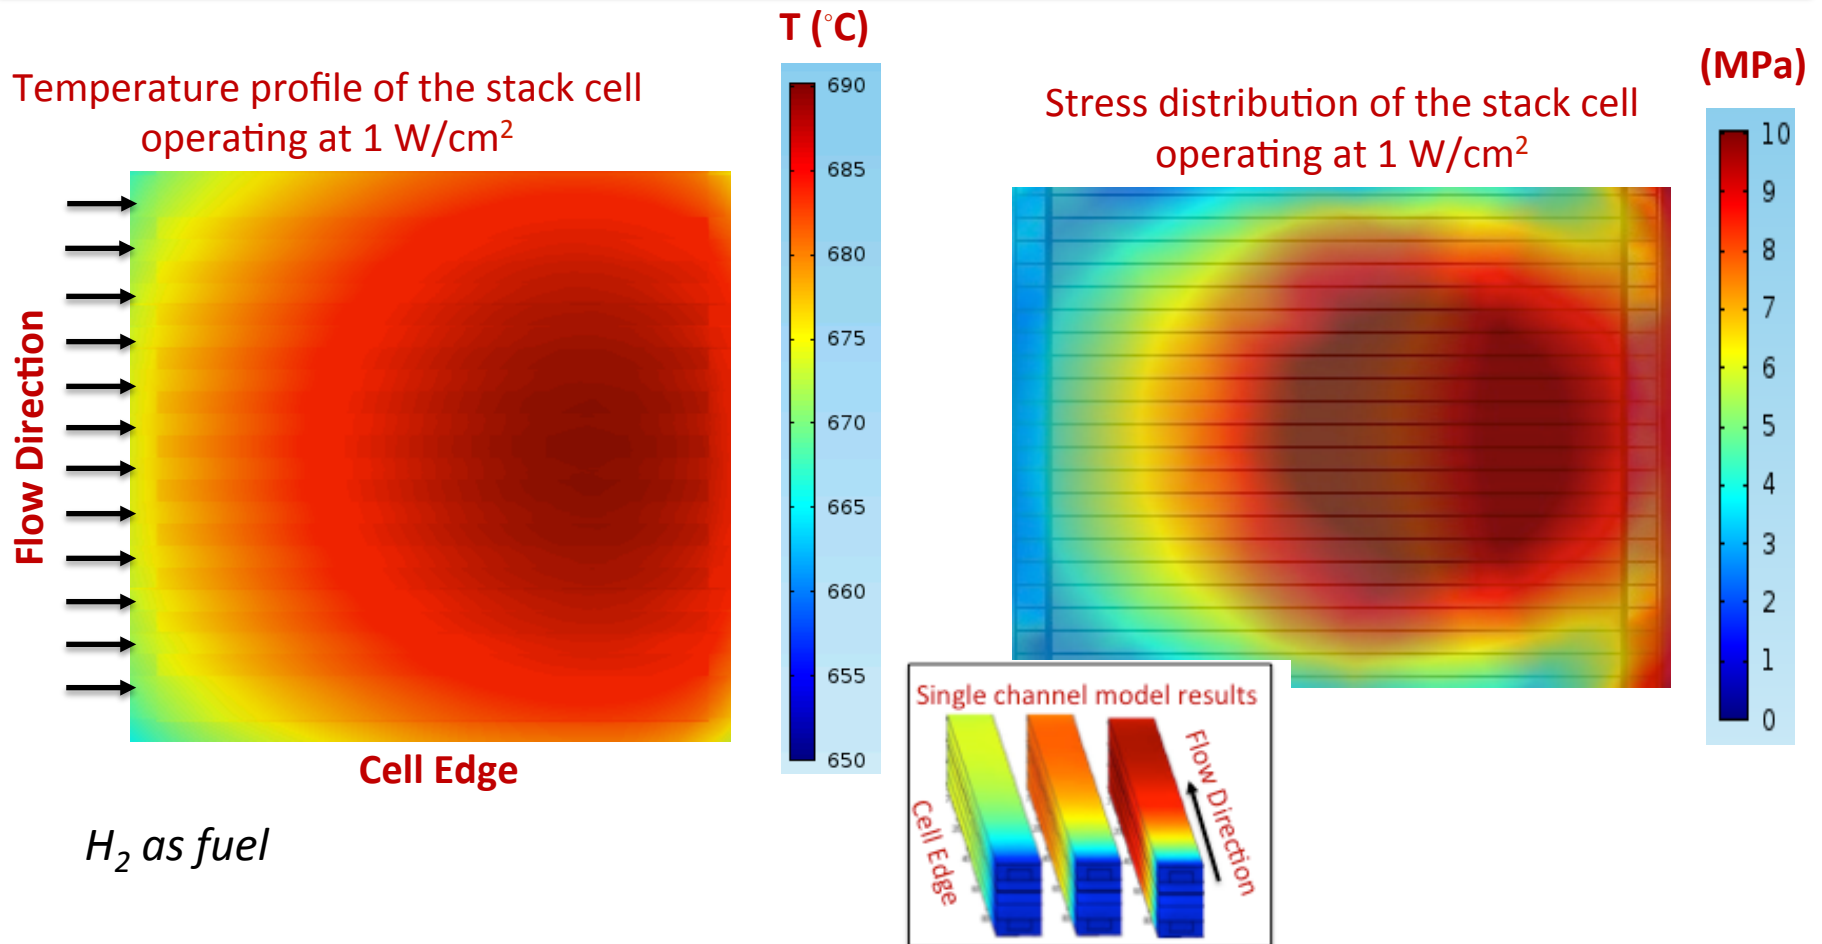 T (°C)
Temperature profile of the stack cell
operating at 1 W/cm²
690
685
680
675
670
665
660
655
650
Flow Direction
Cell Edge
H₂ as fuel
(MPa)
Stress distribution of the stack cell
operating at 1 W/cm²
10
9
8
7
6
5
4
3
2
1
0
Single channel model results
Flow Direction
Cell Edge